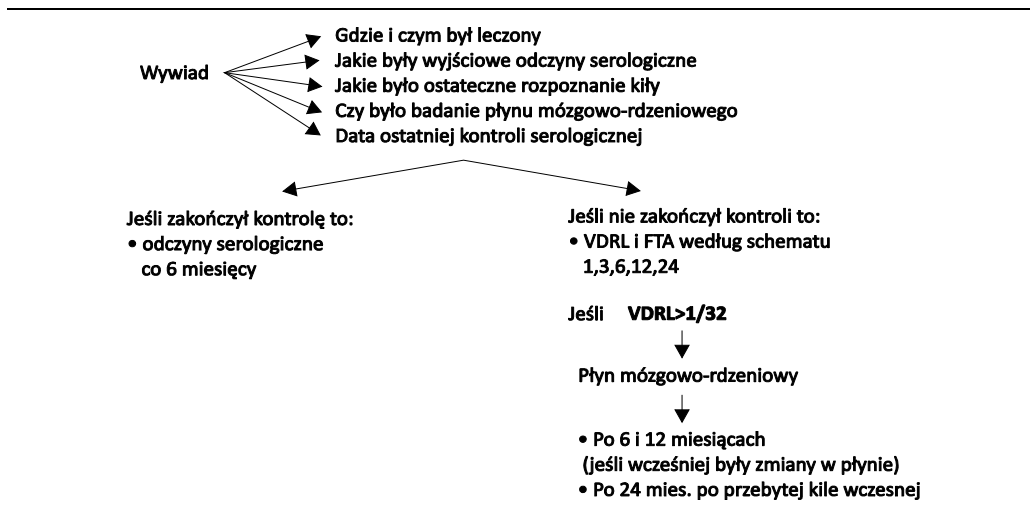 Wywiad
Gdzie i czym był leczony
Jakie były wyjściowe odczyny serologiczne
Jakie było ostateczne rozpoznanie kiły
Czy było badanie płynu mózgowo-rdzeniowego
Data ostatniej kontroli serologicznej
Jeśli zakończył kontrolę to:
• odczyny serologiczne
co 6 miesięcy
Jeśli nie zakończył kontroli to:
• VDRL i FTA według schematu
1,3,6,12,24
Jeśli VDRL>1/32
Płyn mózgowo-rdzeniowy
• Po 6 i 12 miesiącach
(jeśli wcześniej były zmiany w płynie)
• Po 24 mies. po przebytej kile wczesnej